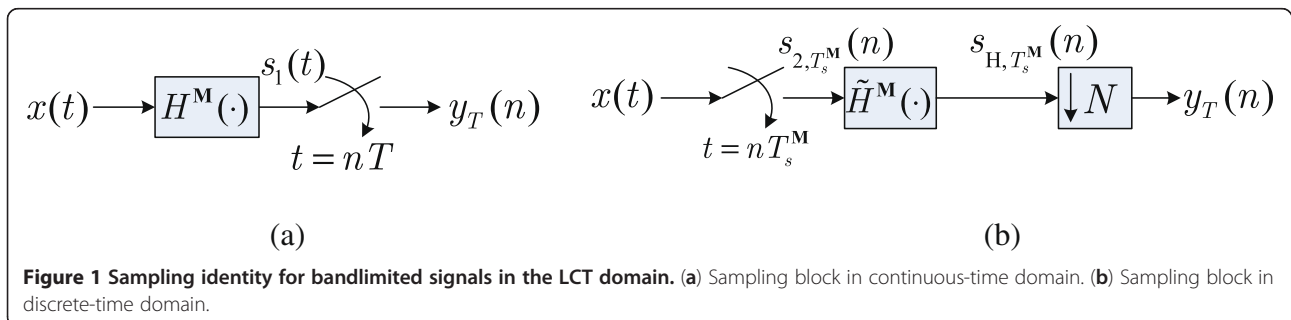 x(t)
H^M(·)
s_1(t)
t = nT
y_T(n)
(a)
x(t)
t = nT_s^M
s_{2,T_s^M}(n)
H̃^M(·)
s_{H,T_s^M}(n)
↓N
y_T(n)
(b)
Figure 1 Sampling identity for bandlimited signals in the LCT domain. (a) Sampling block in continuous-time domain. (b) Sampling block in
discrete-time domain.